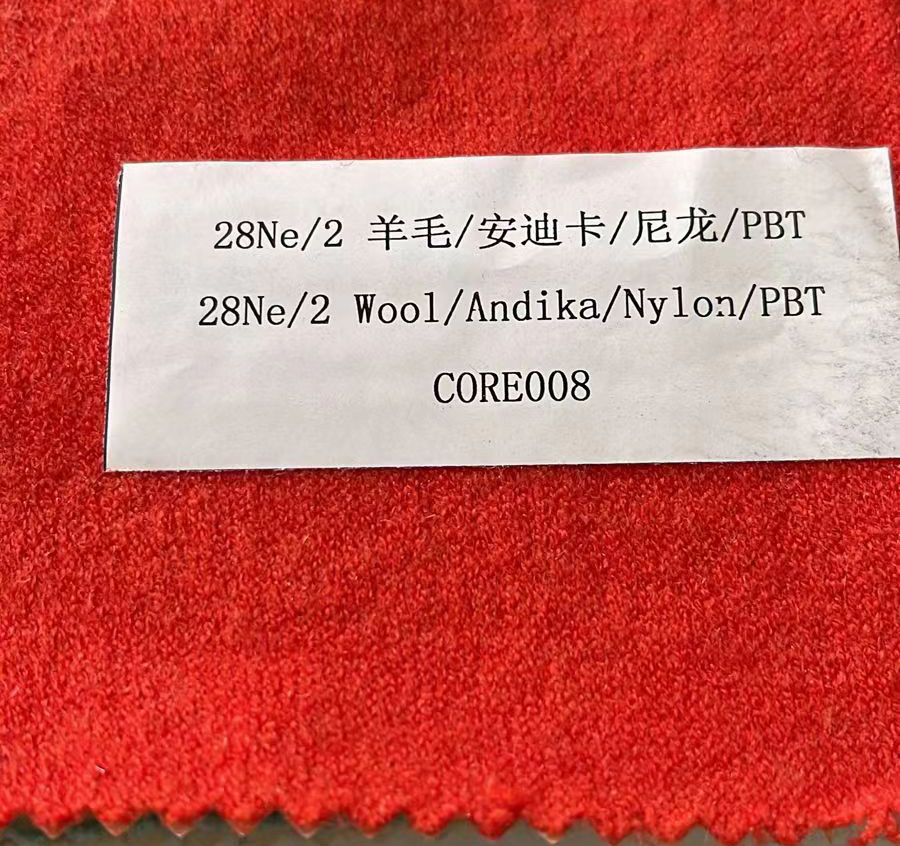 28Ne/2 羊毛/安迪卡/尼龙/PBT
28Ne/2 Wool/Andika/Nylon/PBT
CORE008